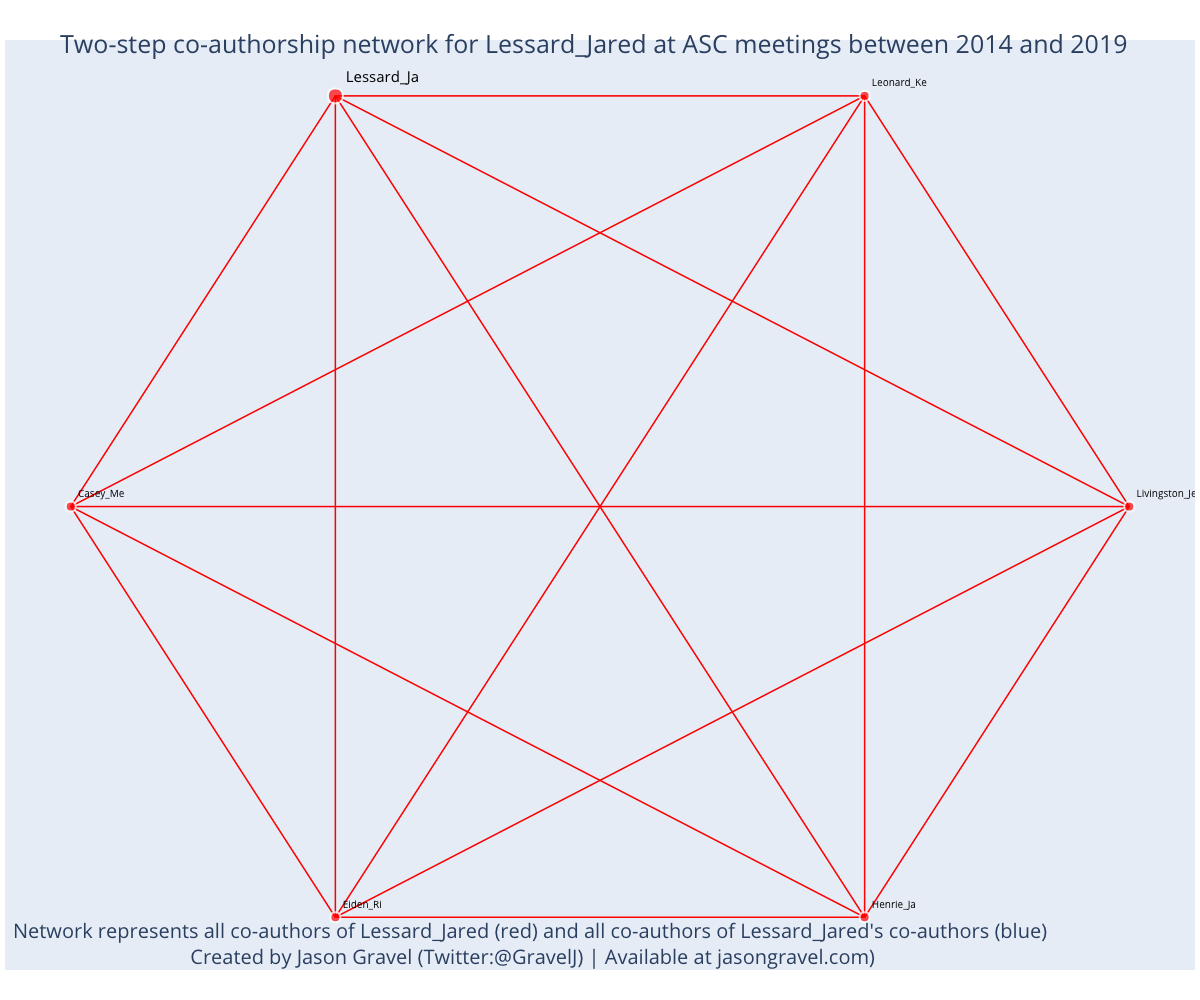 Two-step co-authorship network for Lessard_Jared at ASC meetings between 2014 and 2019
Lessard_Ja
Leonard_Ke
Casey_Me
Livingston_Je
Eiden_Ri
Henrie_Ja
Network represents all co-authors of Lessard_Jared (red) and all co-authors of Lessard_Jared's co-authors (blue)
Created by Jason Gravel (Twitter:@GravelJ) | Available at jasongravel.com)